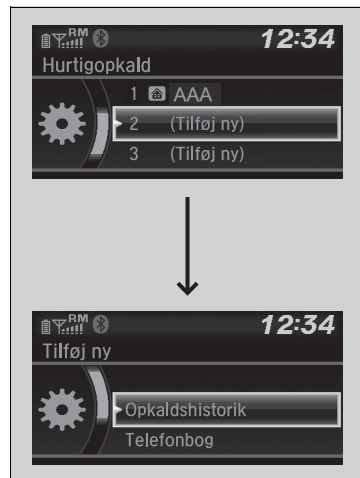 RM
12:34
Hurtigopkald
1 AAA
2 (Tilføj ny)
3 (Tilføj ny)
RM
12:34
Tilføj ny
Opkaldshistorik
Telefonbog